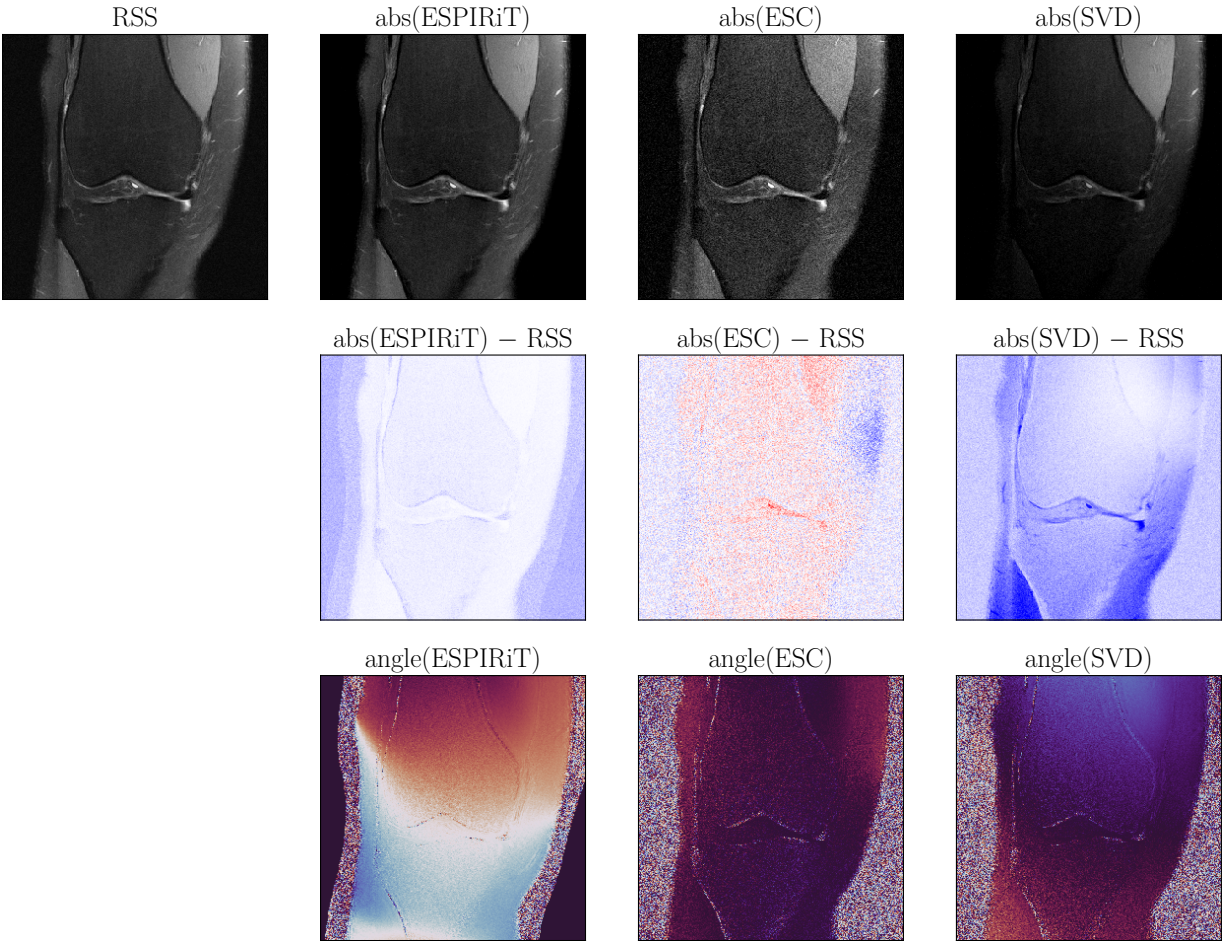 RSS
abs(ESPIRiT)
abs(ESC)
abs(SVD)
abs(ESPIRiT) − RSS
abs(ESC) − RSS
abs(SVD) − RSS
angle(ESPIRiT)
angle(ESC)
angle(SVD)